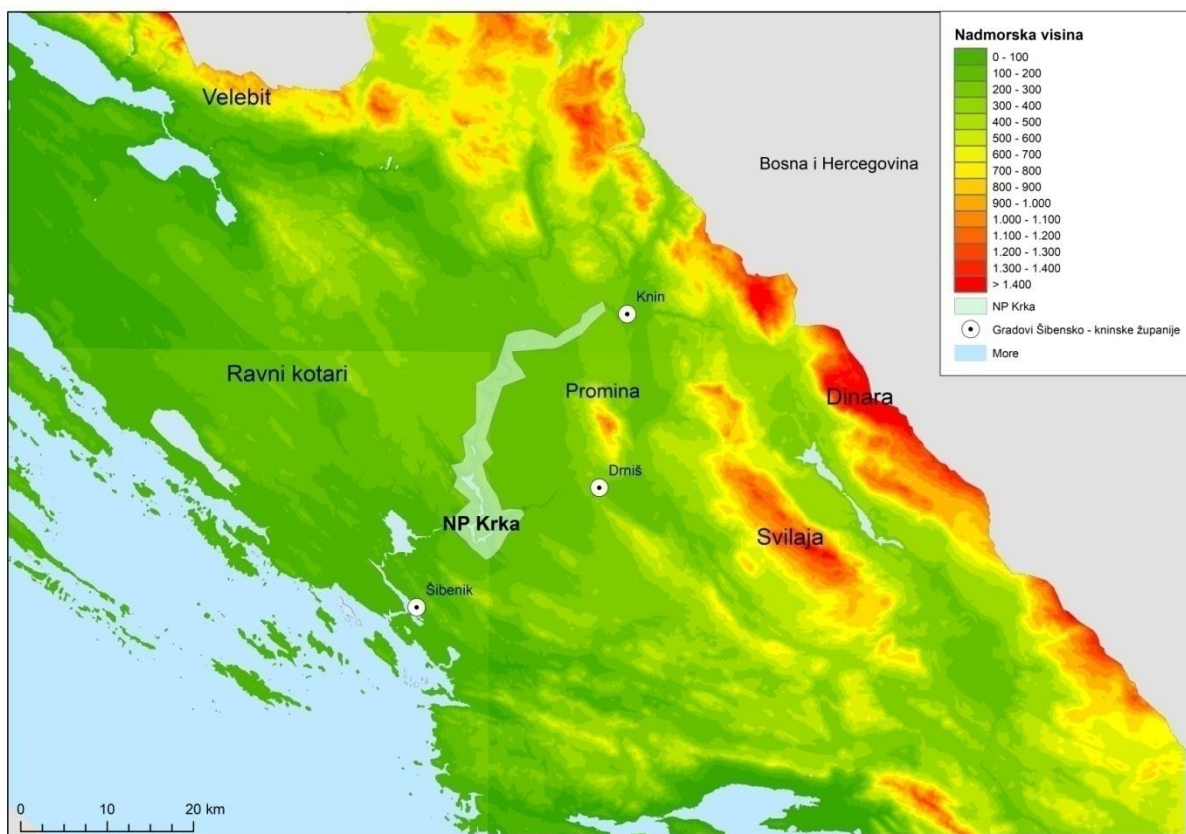 Velebit
Bosna i Hercegovina
Knin
Ravni kotari
Promina
Dinara
Drniš
NP Krka
Svilaja
Šibenik
0 10 20 km
Nadmorska visina
0 - 100
100 - 200
200 - 300
300 - 400
400 - 500
500 - 600
600 - 700
700 - 800
800 - 900
900 - 1.000
1.000 - 1.100
1.100 - 1.200
1.200 - 1.300
1.300 - 1.400
> 1.400
NP Krka
Gradovi Šibensko - kninske županije
More